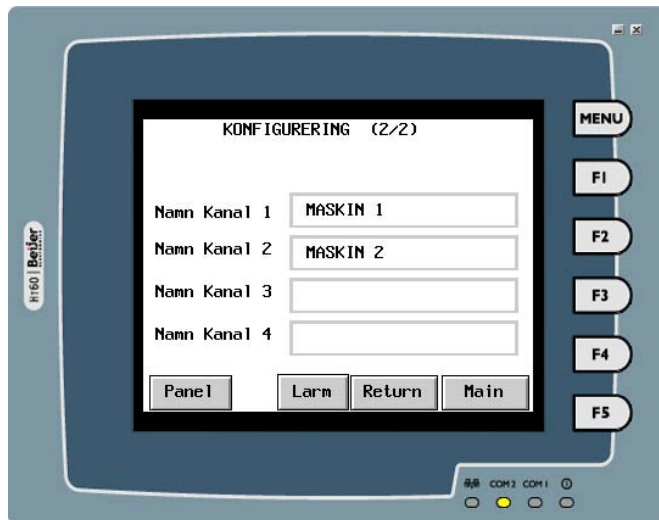 KONFIGURERING (2/2)
Namn Kanal 1 MASKIN 1
Namn Kanal 2 MASKIN 2
Namn Kanal 3
Namn Kanal 4
Panel Larm Return Main
MENU
F1
F2
F3
F4
F5
H160 | Beijer
COM2 COM1